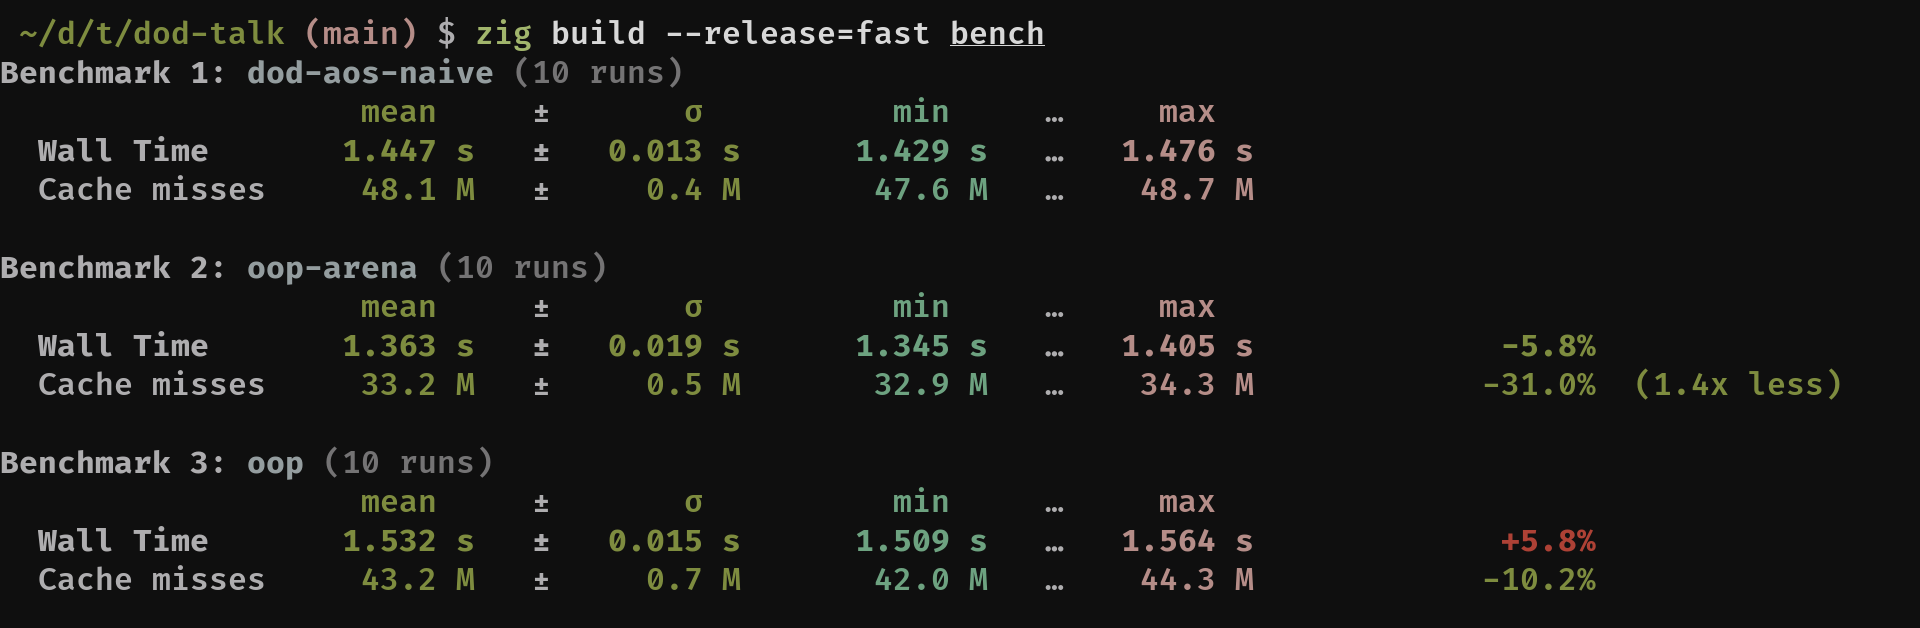 ~/d/t/dod-talk (main) $ zig build --release=fast bench
Benchmark 1: dod-aos-naive (10 runs)
mean ± σ min … max
Wall Time 1.447 s ± 0.013 s 1.429 s … 1.476 s
Cache misses 48.1 M ± 0.4 M 47.6 M … 48.7 M
Benchmark 2: oop-arena (10 runs)
mean ± σ min … max
Wall Time 1.363 s ± 0.019 s 1.345 s … 1.405 s -5.8%
Cache misses 33.2 M ± 0.5 M 32.9 M … 34.3 M -31.0% (1.4x less)
Benchmark 3: oop (10 runs)
mean ± σ min … max
Wall Time 1.532 s ± 0.015 s 1.509 s … 1.564 s +5.8%
Cache misses 43.2 M ± 0.7 M 42.0 M … 44.3 M -10.2%